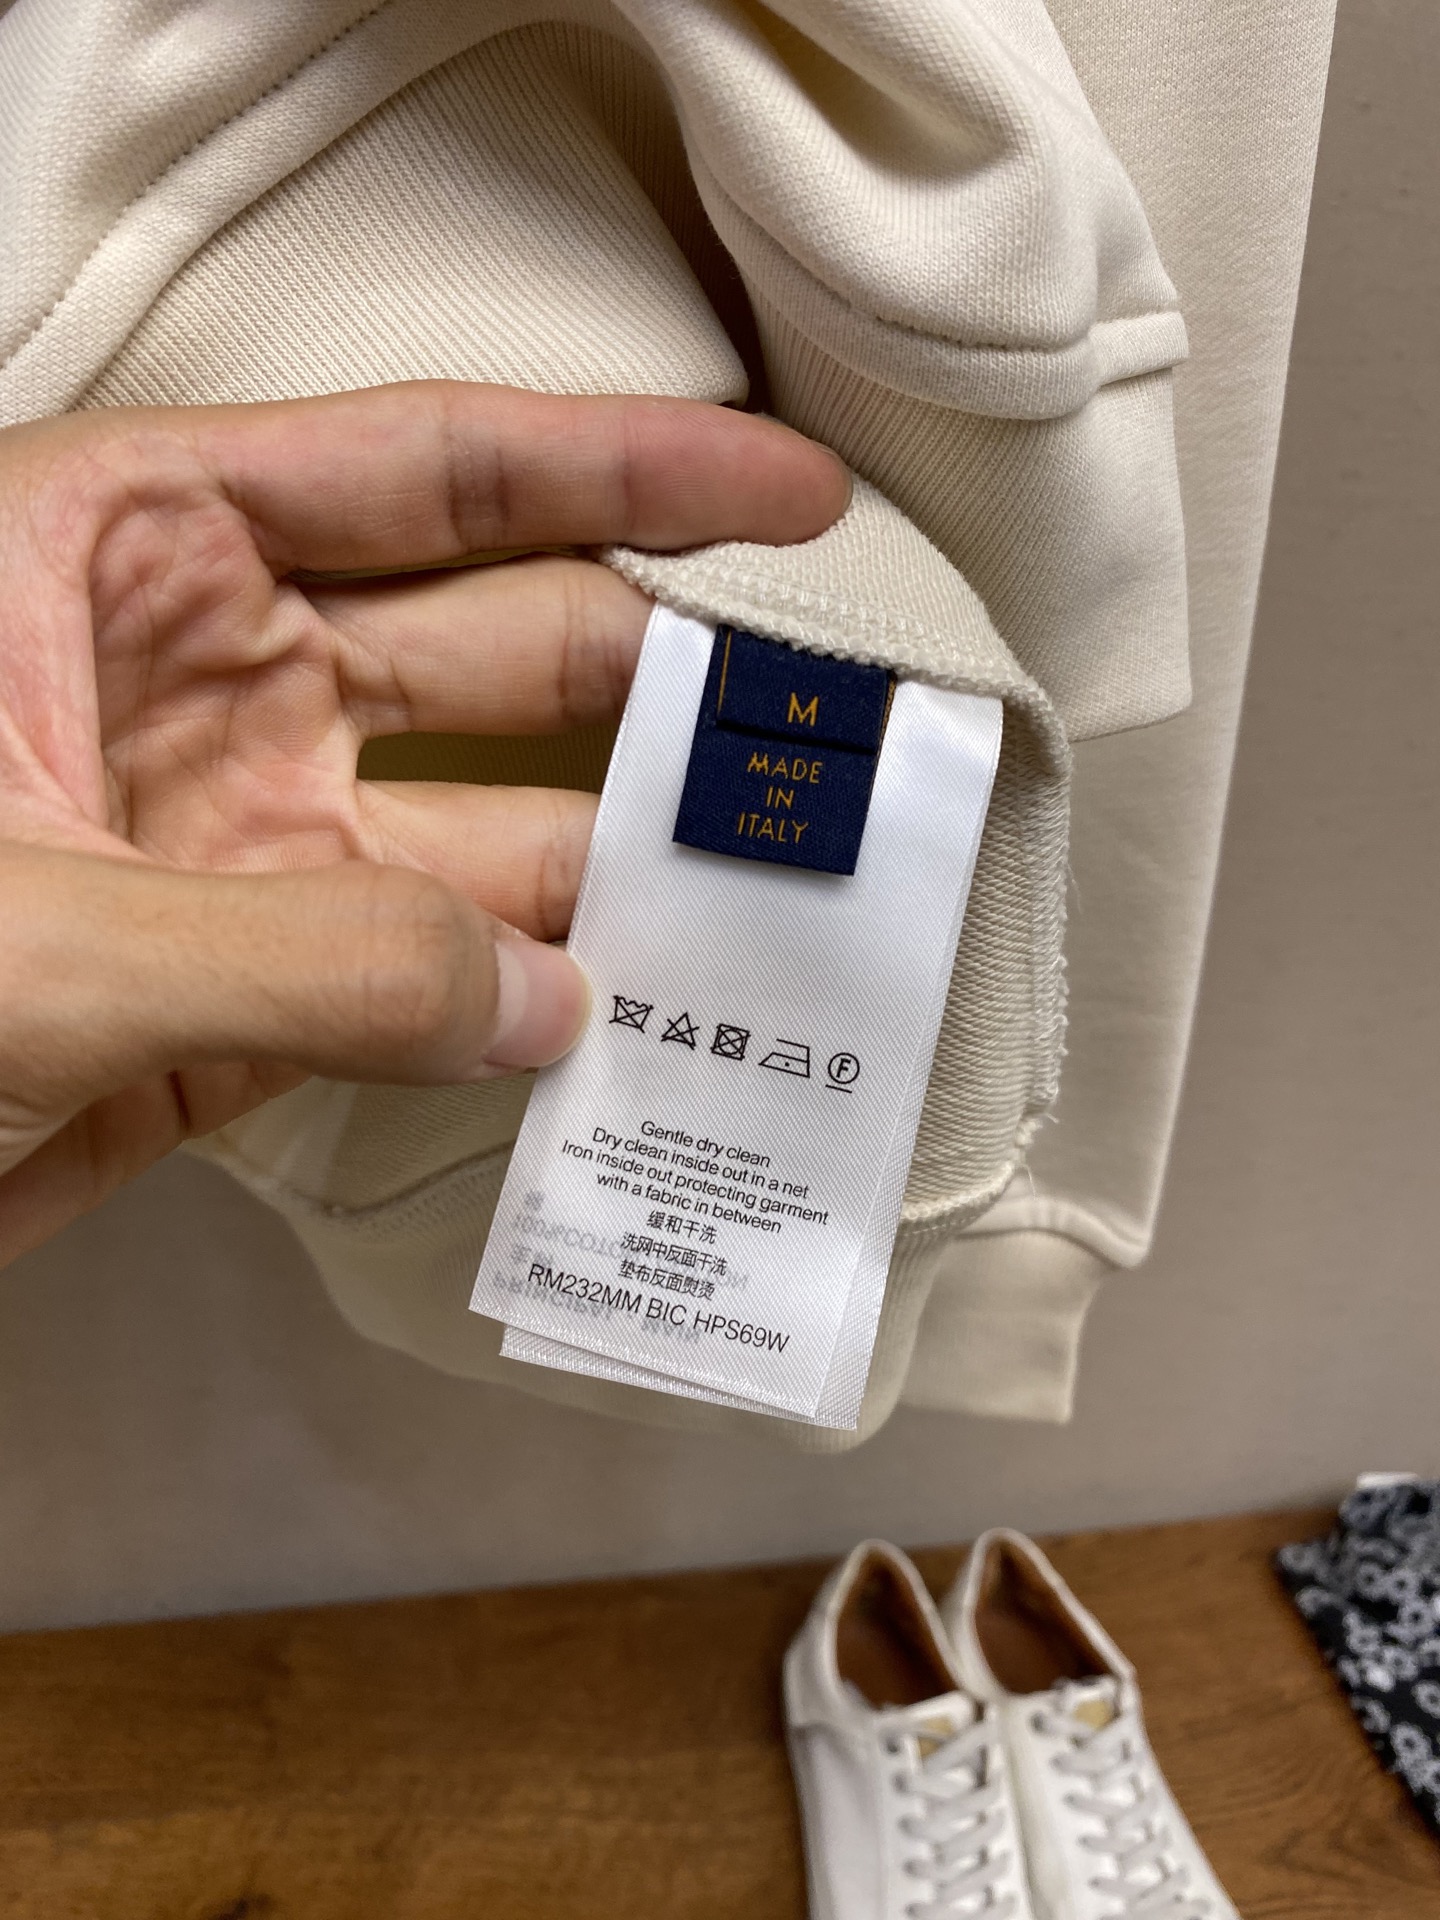 M
MADE
IN
ITALY
F
Gentle dry clean
Dry clean inside out in a net
Iron inside out protecting garment
with a fabric in between
缓和干洗
洗网中反面干洗
垫布反面熨烫
RM232MM BIC HPS69W